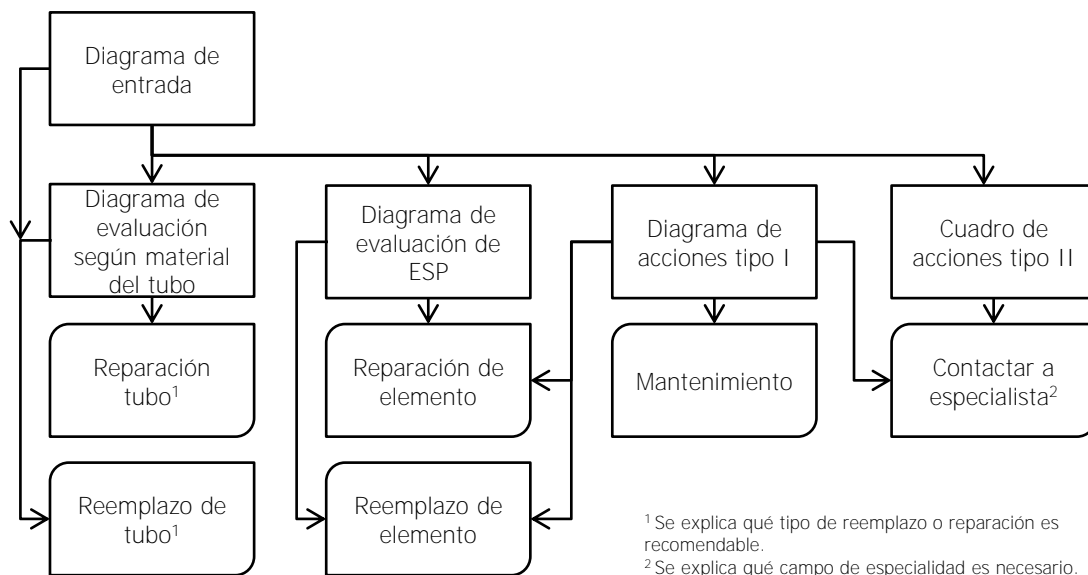 Diagrama de
entrada
Diagrama de
evaluación
según material
del tubo
Diagrama de
evaluación de
ESP
Diagrama de
acciones tipo I
Cuadro de
acciones tipo II
Reparación
tubo¹
Reparación de
elemento
Mantenimiento
Contactar a
especialista²
Reemplazo de
tubo¹
Reemplazo de
elemento
¹ Se explica qué tipo de reemplazo o reparación es
recomendable.
² Se explica qué campo de especialidad es necesario.